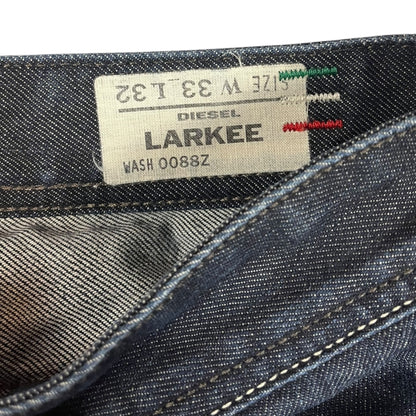 SIZE W 33 L 32
DIESEL
LARKEE
WASH 0088Z